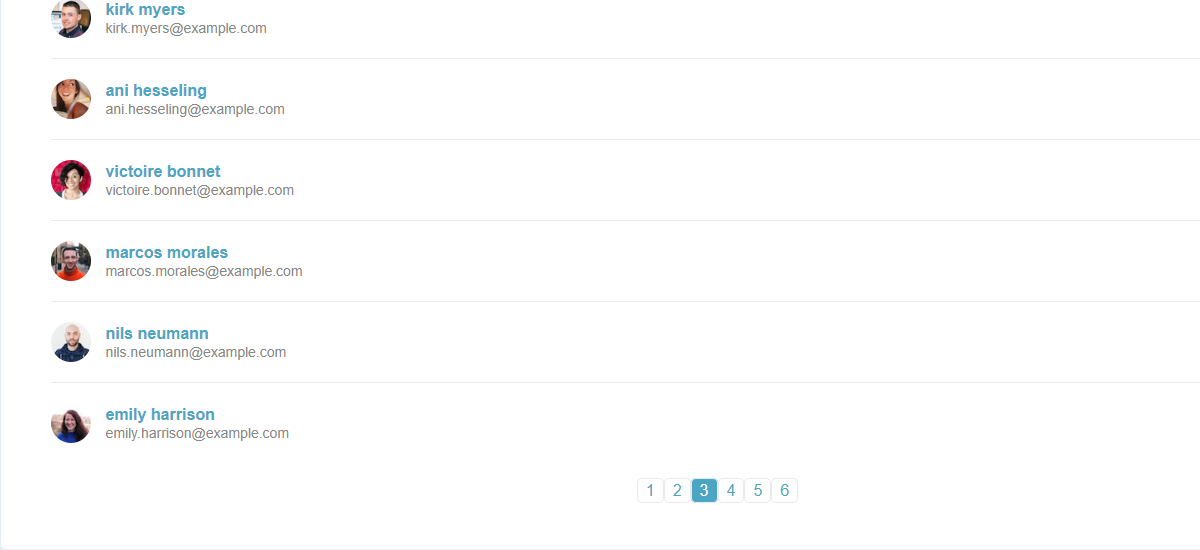 kirk myers
kirk.myers@example.com
ani hesseling
ani.hesseling@example.com
victoire bonnet
victoire.bonnet@example.com
marcos morales
marcos.morales@example.com
nils neumann
nils.neumann@example.com
emily harrison
emily.harrison@example.com
1 2 3 4 5 6